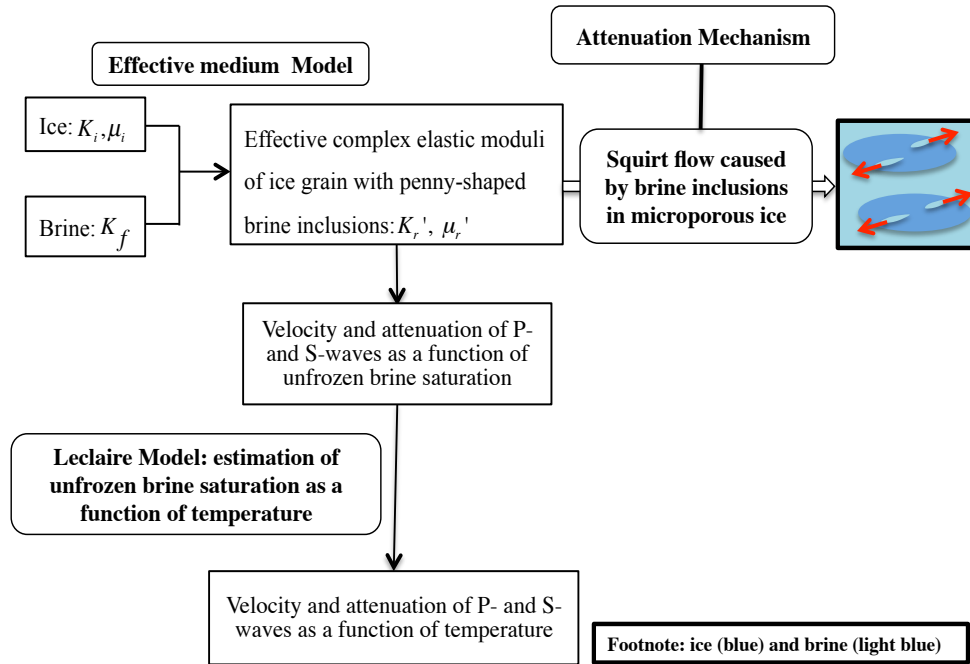 Attenuation Mechanism
Effective medium Model
Ice: K_i, μ_i
Brine: K_f
Effective complex elastic moduli
of ice grain with penny-shaped
brine inclusions: K_r', μ_r'
Squirt flow caused
by brine inclusions
in microporous ice
Velocity and attenuation of P-
and S-waves as a function of
unfrozen brine saturation
Leclaire Model: estimation of
unfrozen brine saturation as a
function of temperature
Velocity and attenuation of P- and S-
waves as a function of temperature
Footnote: ice (blue) and brine (light blue)